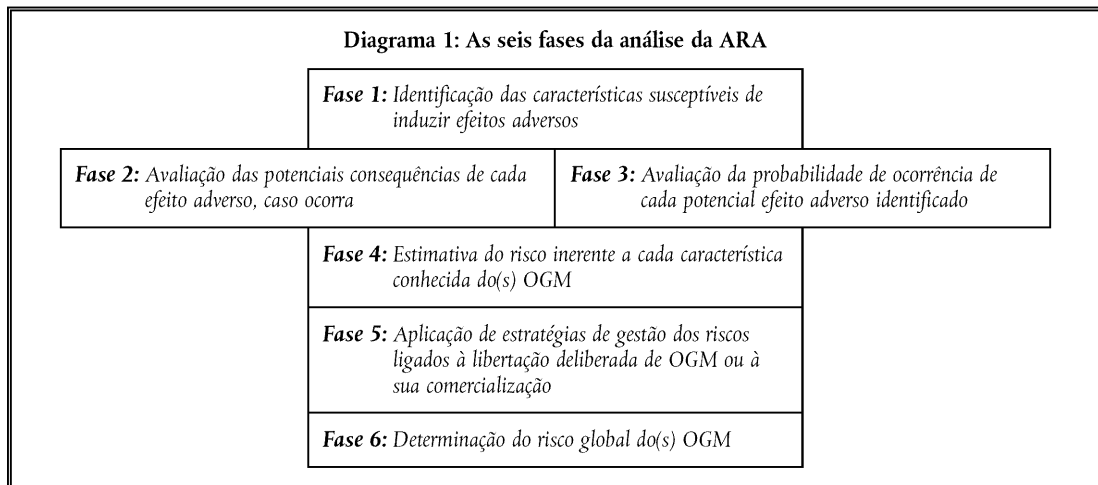 Diagrama 1: As seis fases da análise da ARA
Fase 1: Identificação das características susceptíveis de
induzir efeitos adversos
Fase 2: Avaliação das potenciais consequências de cada
efeito adverso, caso ocorra
Fase 3: Avaliação da probabilidade de ocorrência de
cada potencial efeito adverso identificado
Fase 4: Estimativa do risco inerente a cada característica
conhecida do(s) OGM
Fase 5: Aplicação de estratégias de gestão dos riscos
ligados à libertação deliberada de OGM ou à
sua comercialização
Fase 6: Determinação do risco global do(s) OGM